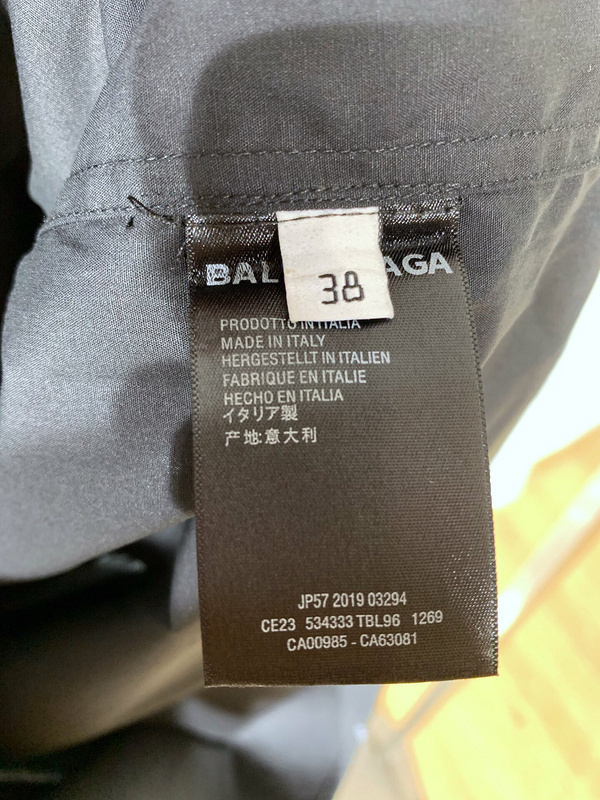 BAL AGA
38
PRODOTTO IN ITALIA
MADE IN ITALY
HERGESTELLT IN ITALIEN
FABRIQUE EN ITALIE
HECHO EN ITALIA
イタリア製
产地:意大利
JP57 2019 03294
CE23 534333 TBL96 1269
CA00985 - CA63081